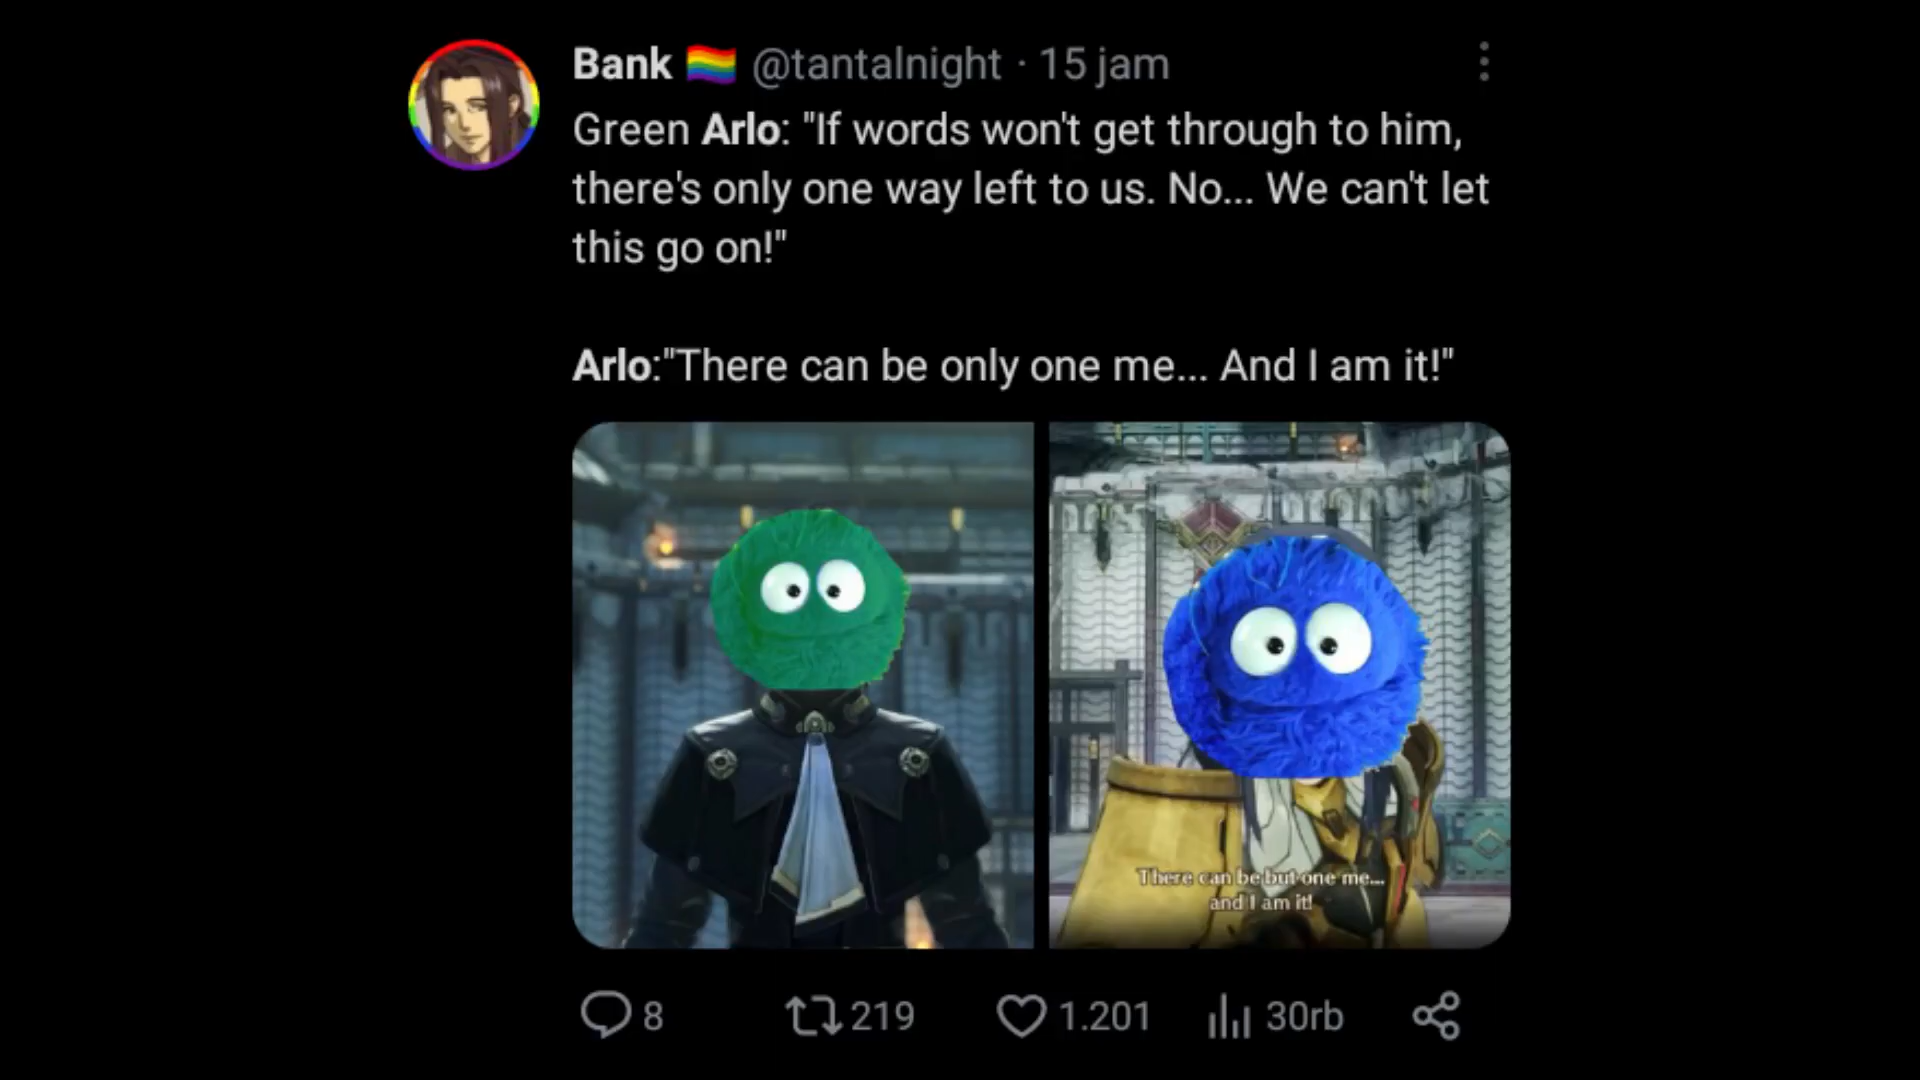 Bank 🏳️‍🌈 @tantalnight · 15 jam
Green Arlo: "If words won't get through to him,
there's only one way left to us. No... We can't let
this go on!"
Arlo:"There can be only one me... And I am it!"
There can be but one me...
and I am it!
8 219 1.201 30rb